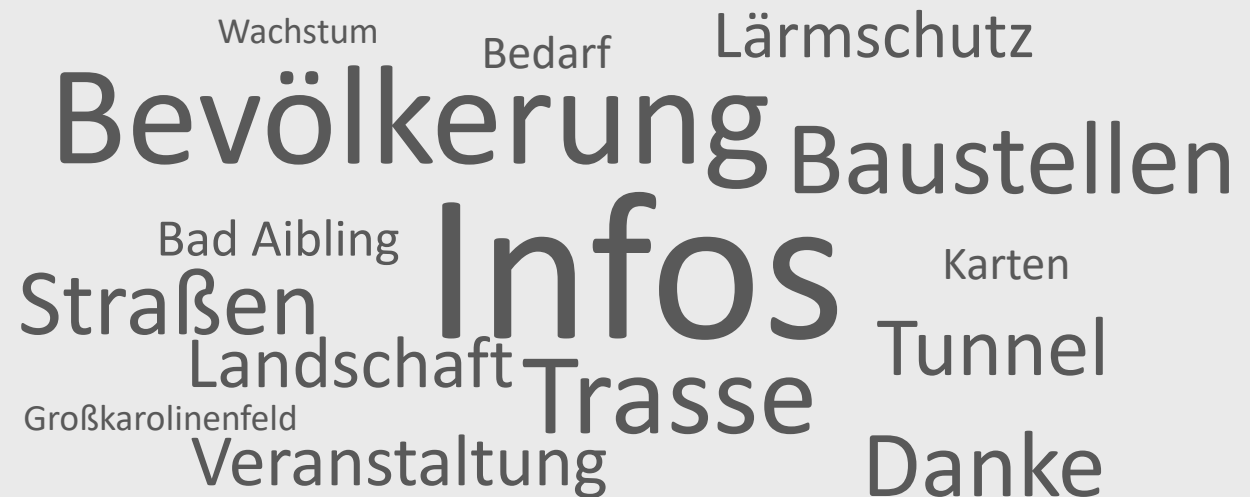 Wachstum
Bedarf
Lärmschutz
Bevölkerung
Baustellen
Bad Aibling
Infos
Karten
Straßen
Landschaft
Trasse
Tunnel
Großkarolinenfeld
Veranstaltung
Danke